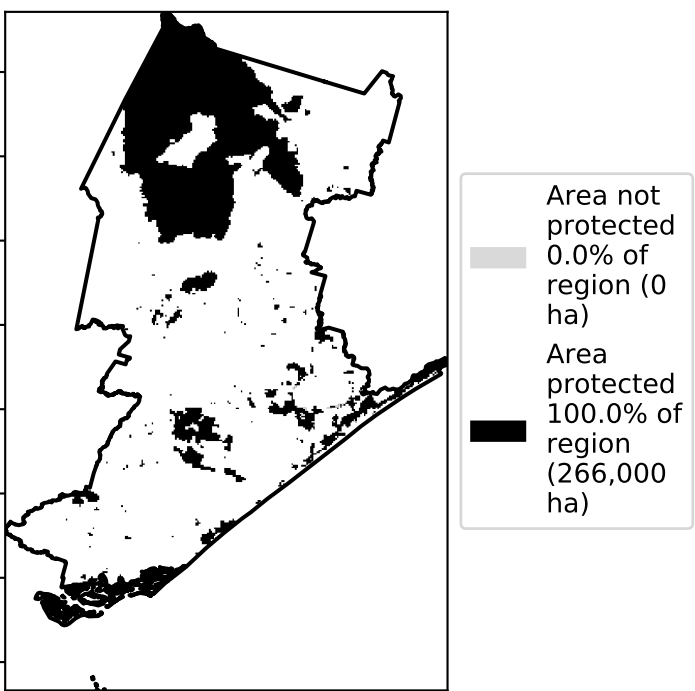 Area not
protected
0.0% of
region (0
ha)
Area
protected
100.0% of
region
(266,000
ha)